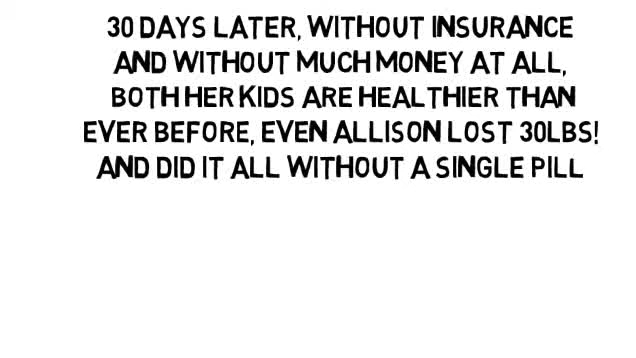 30 DAYS LATER, WITHOUT INSURANCE
AND WITHOUT MUCH MONEY AT ALL,
BOTH HER KIDS ARE HEALTHIER THAN
EVER BEFORE, EVEN ALLISON LOST 30LBS!
AND DID IT ALL WITHOUT A SINGLE PILL